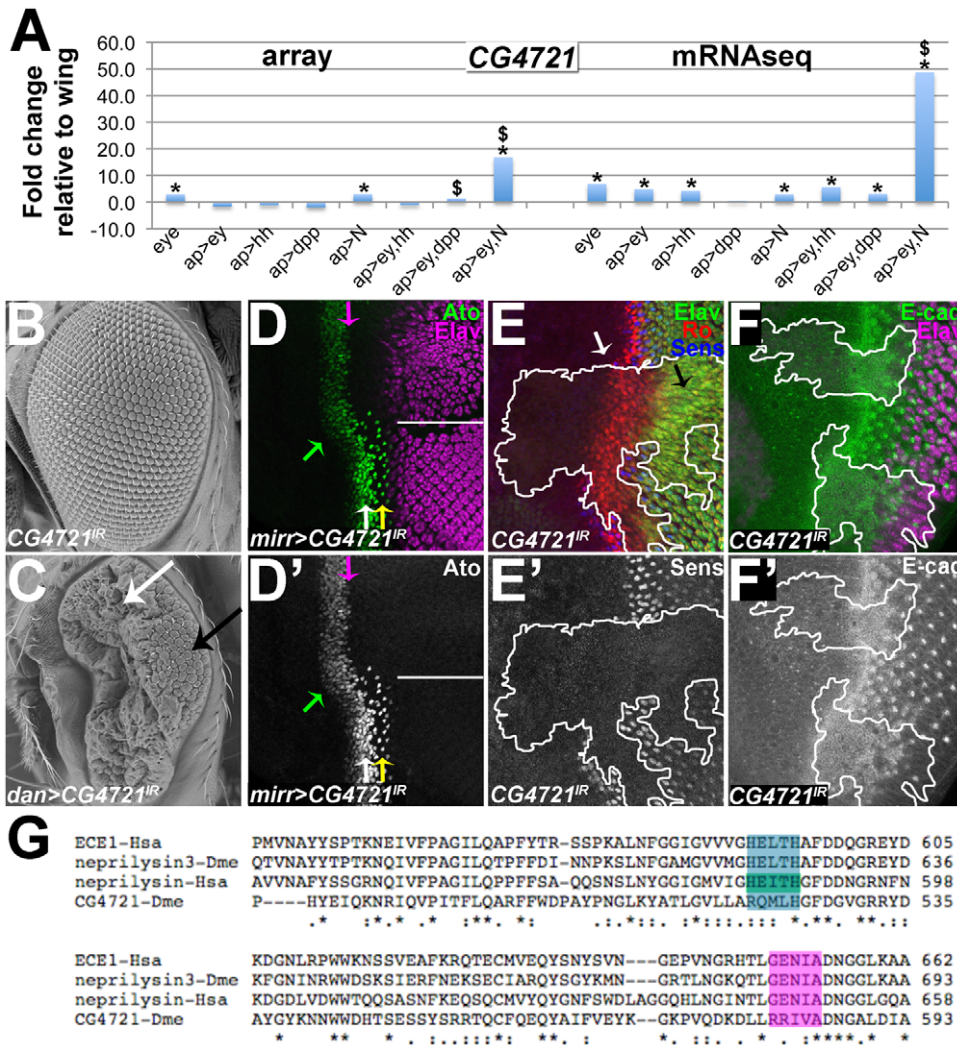 A
array
CG4721
mRNAseq
Fold change
relative to wing
60.0
50.0
40.0
30.0
20.0
10.0
0.0
-10.0
* * $ $ *
* * * * * * $ *
eye ap>ey ap>hh ap>dpp ap>N ap>ey,hh ap>ey,dpp ap>ey,N
eye ap>ey ap>hh ap>dpp ap>N ap>ey,hh ap>ey,dpp ap>ey,N
B
CG4721IR
D
Ato
Elav
mirr>CG4721IR
E
Elav
Ro
Sens
CG4721IR
F
E-cad
Elav
CG4721IR
C
dan>CG4721IR
D'
Ato
mirr>CG4721IR
E'
Sens
CG4721IR
F'
E-cad
CG4721IR
G
ECE1-Hsa PMVNAYYSPTKNEIVFPAGILQAPFYTR-SSPKALNFGGIGVVVGHELTHAFDDQGREYD 605
neprilysin3-Dme QTVNAYYTPTKNQIVFPAGILQTPFFDI-NNPKSLNFGAMGVVMGHELTHAFDDQGREYD 636
neprilysin-Hsa AVVNAFYSSGRNQIVFPAGILQPPFFSA-QQSNSLNYGGIGMVIGHEITHGFDDNGRNFN 598
CG4721-Dme P----HYEIQKNRIQVPITFLQARFFWDPAYPNGLKYATLGVLLARQMLHGFDGVGRRYD 535
ECE1-Hsa KDGNLRPWWKNSSVEAFKRQTECMVEQYSNYSVN---GEPVNGRHTLGENIADNGGLKAA 662
neprilysin3-Dme KFGNINRWWDSKSIERFNEKSECIARQYSGYKMN---GRTLNGKQTLGENIADNGGLKAA 693
neprilysin-Hsa KDGDLVDWWTQQSASNFKEQSQCMVYQYGNFSWDLAGGQHLNGINTLGENIADNGGLGQA 658
CG4721-Dme AYGYKNNWWDHTSESSYSRRTQCFQEQYAIFVEYK--GKPVQDKDLLRRIVADNGALDIA 593